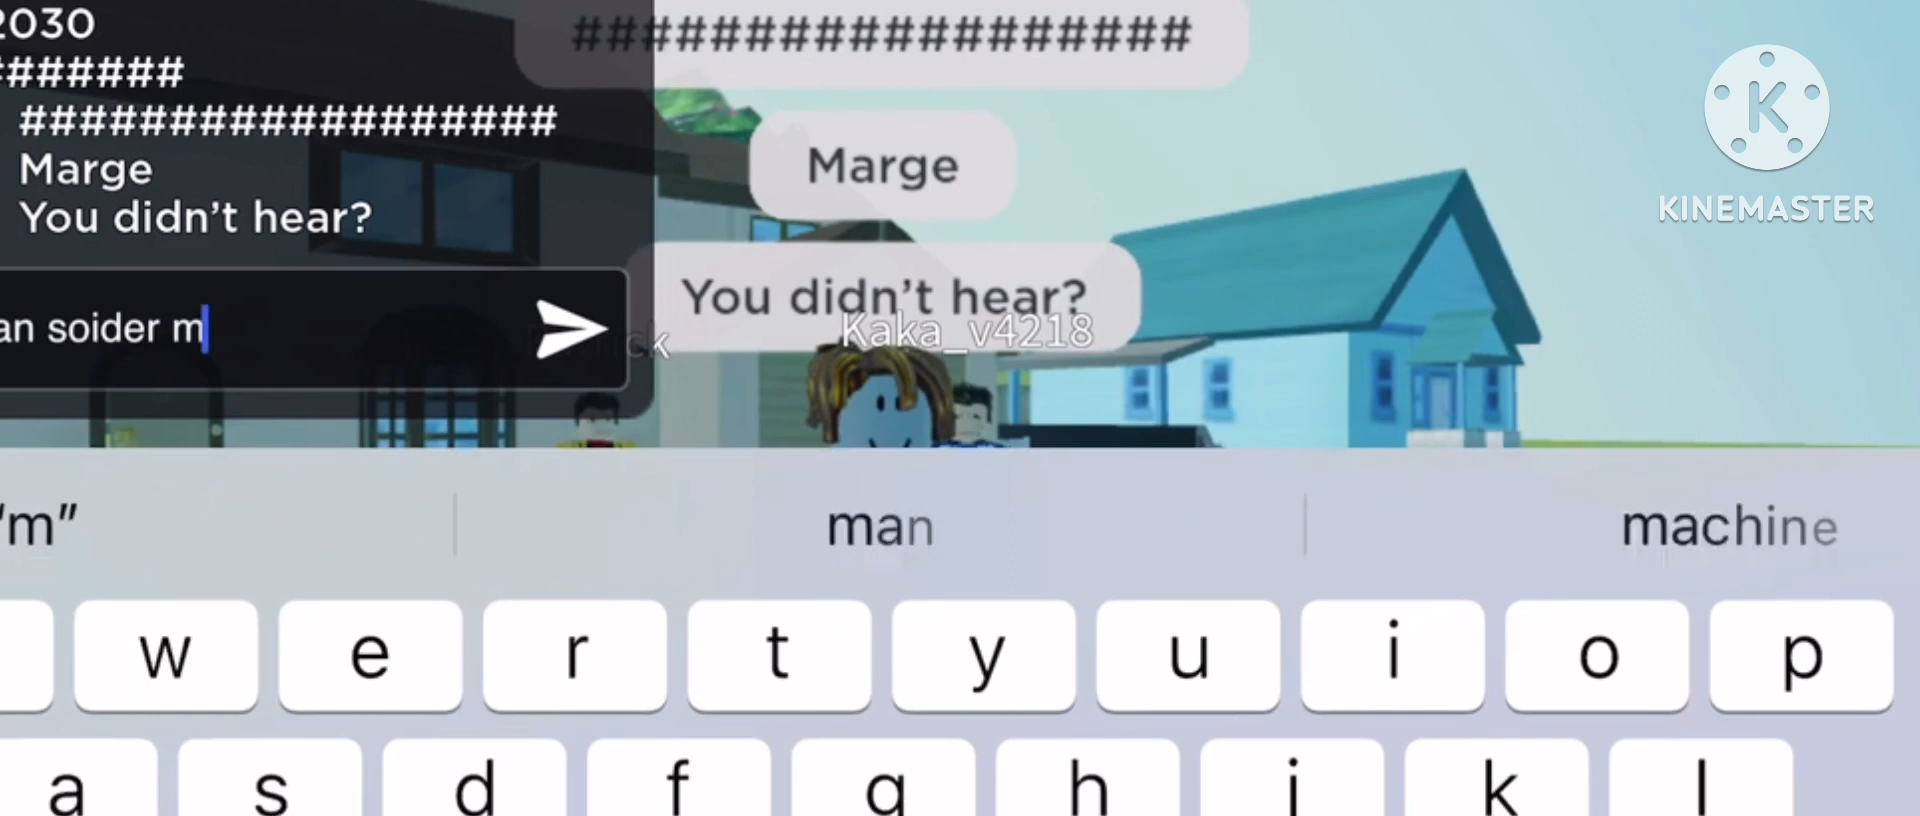 2030
#######
##################
Marge
You didn't hear?
an soider m
##################
Marge
You didn't hear?
Kaka_v4218
K
KINEMASTER
"m"
man
machine
w e r t y u i o p
a s d f g h j k l